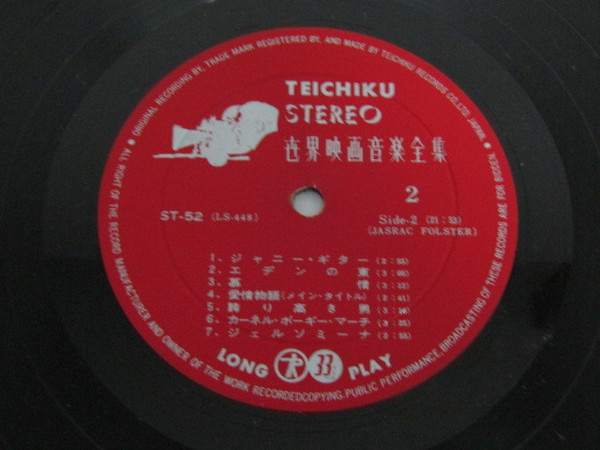 ORIGINAL RECORDING BY, TRADE MARK REGISTERED BY, AND MADE BY TEICHIKU RECORDS CO., LTD. JAPAN.
ALL RIGHT OF THE RECORD MANUFACTURER AND OWNER OF THE WORK RECORDEDCOPYING.PUBLIC PERFORMANCE, BROADCASTING OF THESE RECORDS ARE FOR BIDDEN.
TEICHIKU
STEREO
世界映画音楽全集
2
ST-52 (LS-448)
Side-2 (21:33)
(JASRAC FOLSTER)
1. ジャニー・ギター
2. エデンの東
3. 慕情
4. 愛情物語(メイン・タイトル) (2:41)
5. 誇り高き男
6. カーネル・ボーギー・マーチ
7. ジェルソミーナ
LONG 33⅓ PLAY